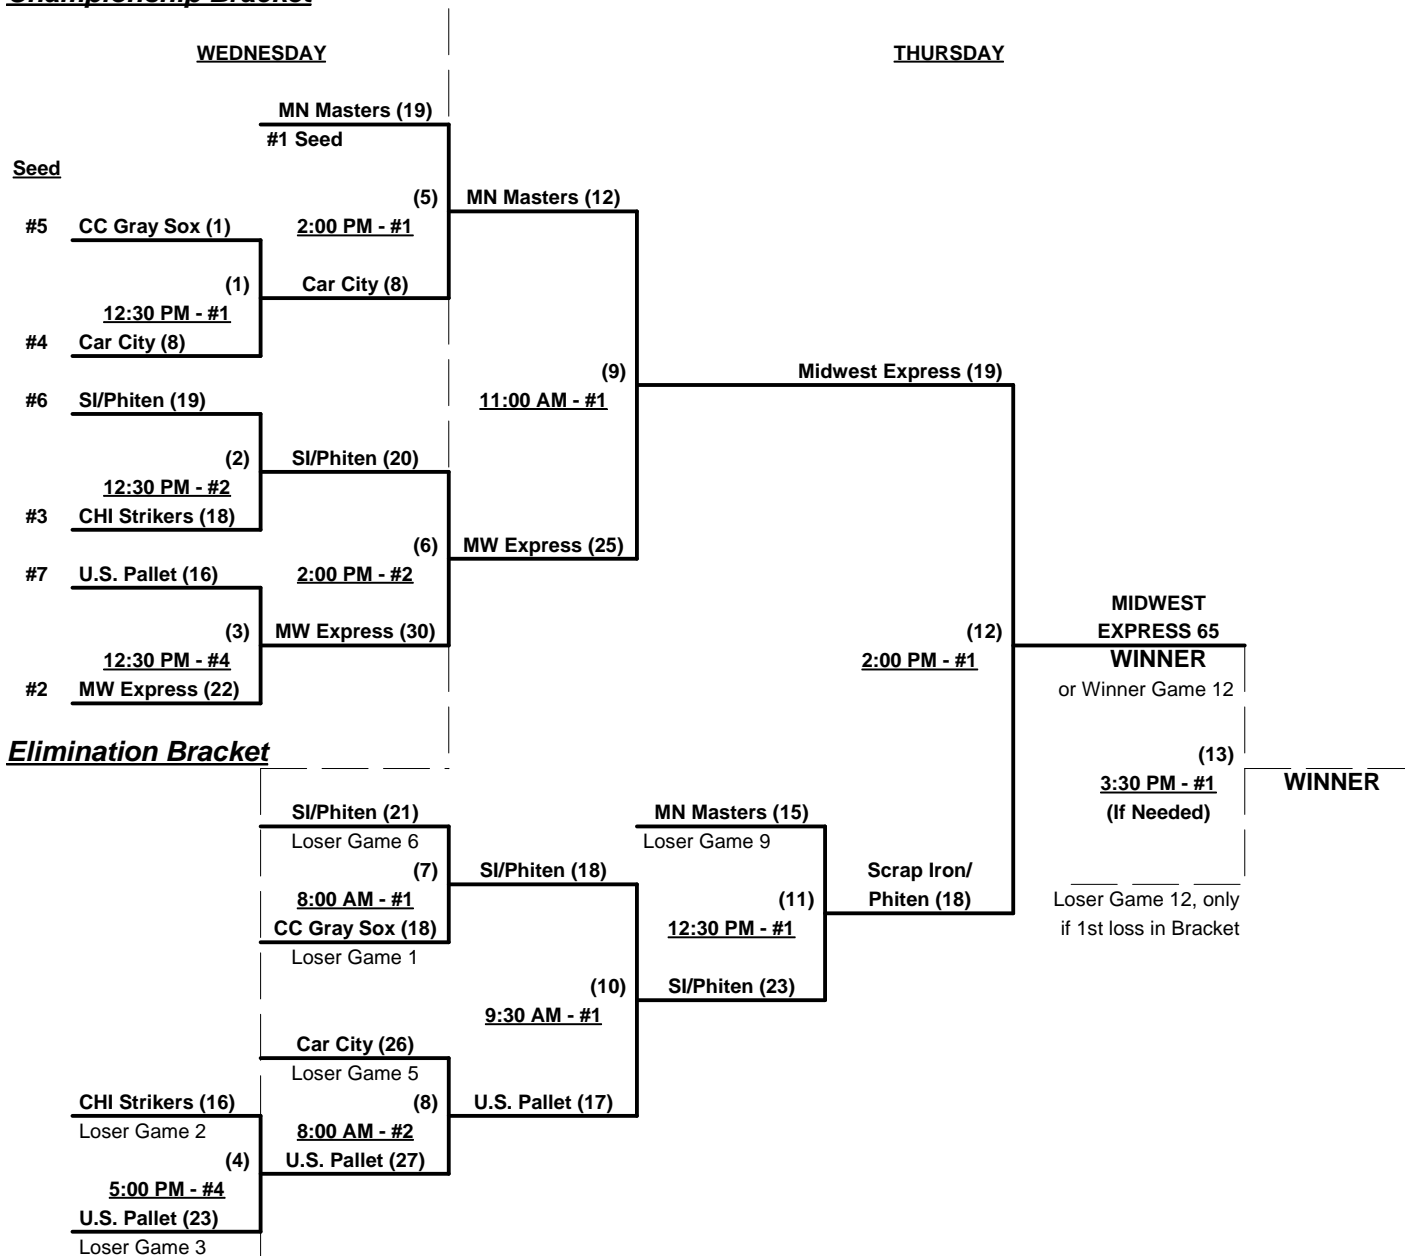 Championship Bracket
WEDNESDAY
THURSDAY
MN Masters (19)
#1 Seed
Seed
(5)
MN Masters (12)
#5
CC Gray Sox (1)
2:00 PM - #1
(1)
Car City (8)
12:30 PM - #1
#4
Car City (8)
(9)
Midwest Express (19)
#6
SI/Phiten (19)
11:00 AM - #1
(2)
SI/Phiten (20)
12:30 PM - #2
#3
CHI Strikers (18)
(6)
MW Express (25)
#7
U.S. Pallet (16)
2:00 PM - #2
MIDWEST
(3)
MW Express (30)
(12)
EXPRESS 65
12:30 PM - #4
2:00 PM - #1
WINNER
#2
MW Express (22)
or Winner Game 12
Elimination Bracket
(13)
3:30 PM - #1
WINNER
SI/Phiten (21)
MN Masters (15)
(If Needed)
Loser Game 6
Loser Game 9
(7)
SI/Phiten (18)
Scrap Iron/
8:00 AM - #1
(11)
Phiten (18)
Loser Game 12, only
CC Gray Sox (18)
12:30 PM - #1
if 1st loss in Bracket
Loser Game 1
(10)
SI/Phiten (23)
9:30 AM - #1
Car City (26)
Loser Game 5
CHI Strikers (16)
(8)
U.S. Pallet (17)
Loser Game 2
8:00 AM - #2
(4)
U.S. Pallet (27)
5:00 PM - #4
U.S. Pallet (23)
Loser Game 3